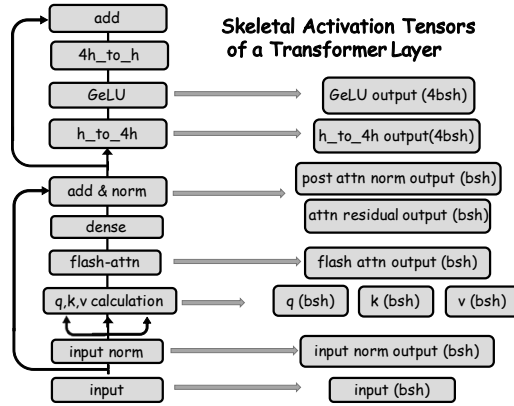 Skeletal Activation Tensors
of a Transformer Layer
add
4h_to_h
GeLU
GeLU output (4bsh)
h_to_4h
h_to_4h output(4bsh)
add & norm
post attn norm output (bsh)
attn residual output (bsh)
dense
flash-attn
flash attn output (bsh)
q,k,v calculation
q (bsh)
k (bsh)
v (bsh)
input norm
input norm output (bsh)
input
input (bsh)